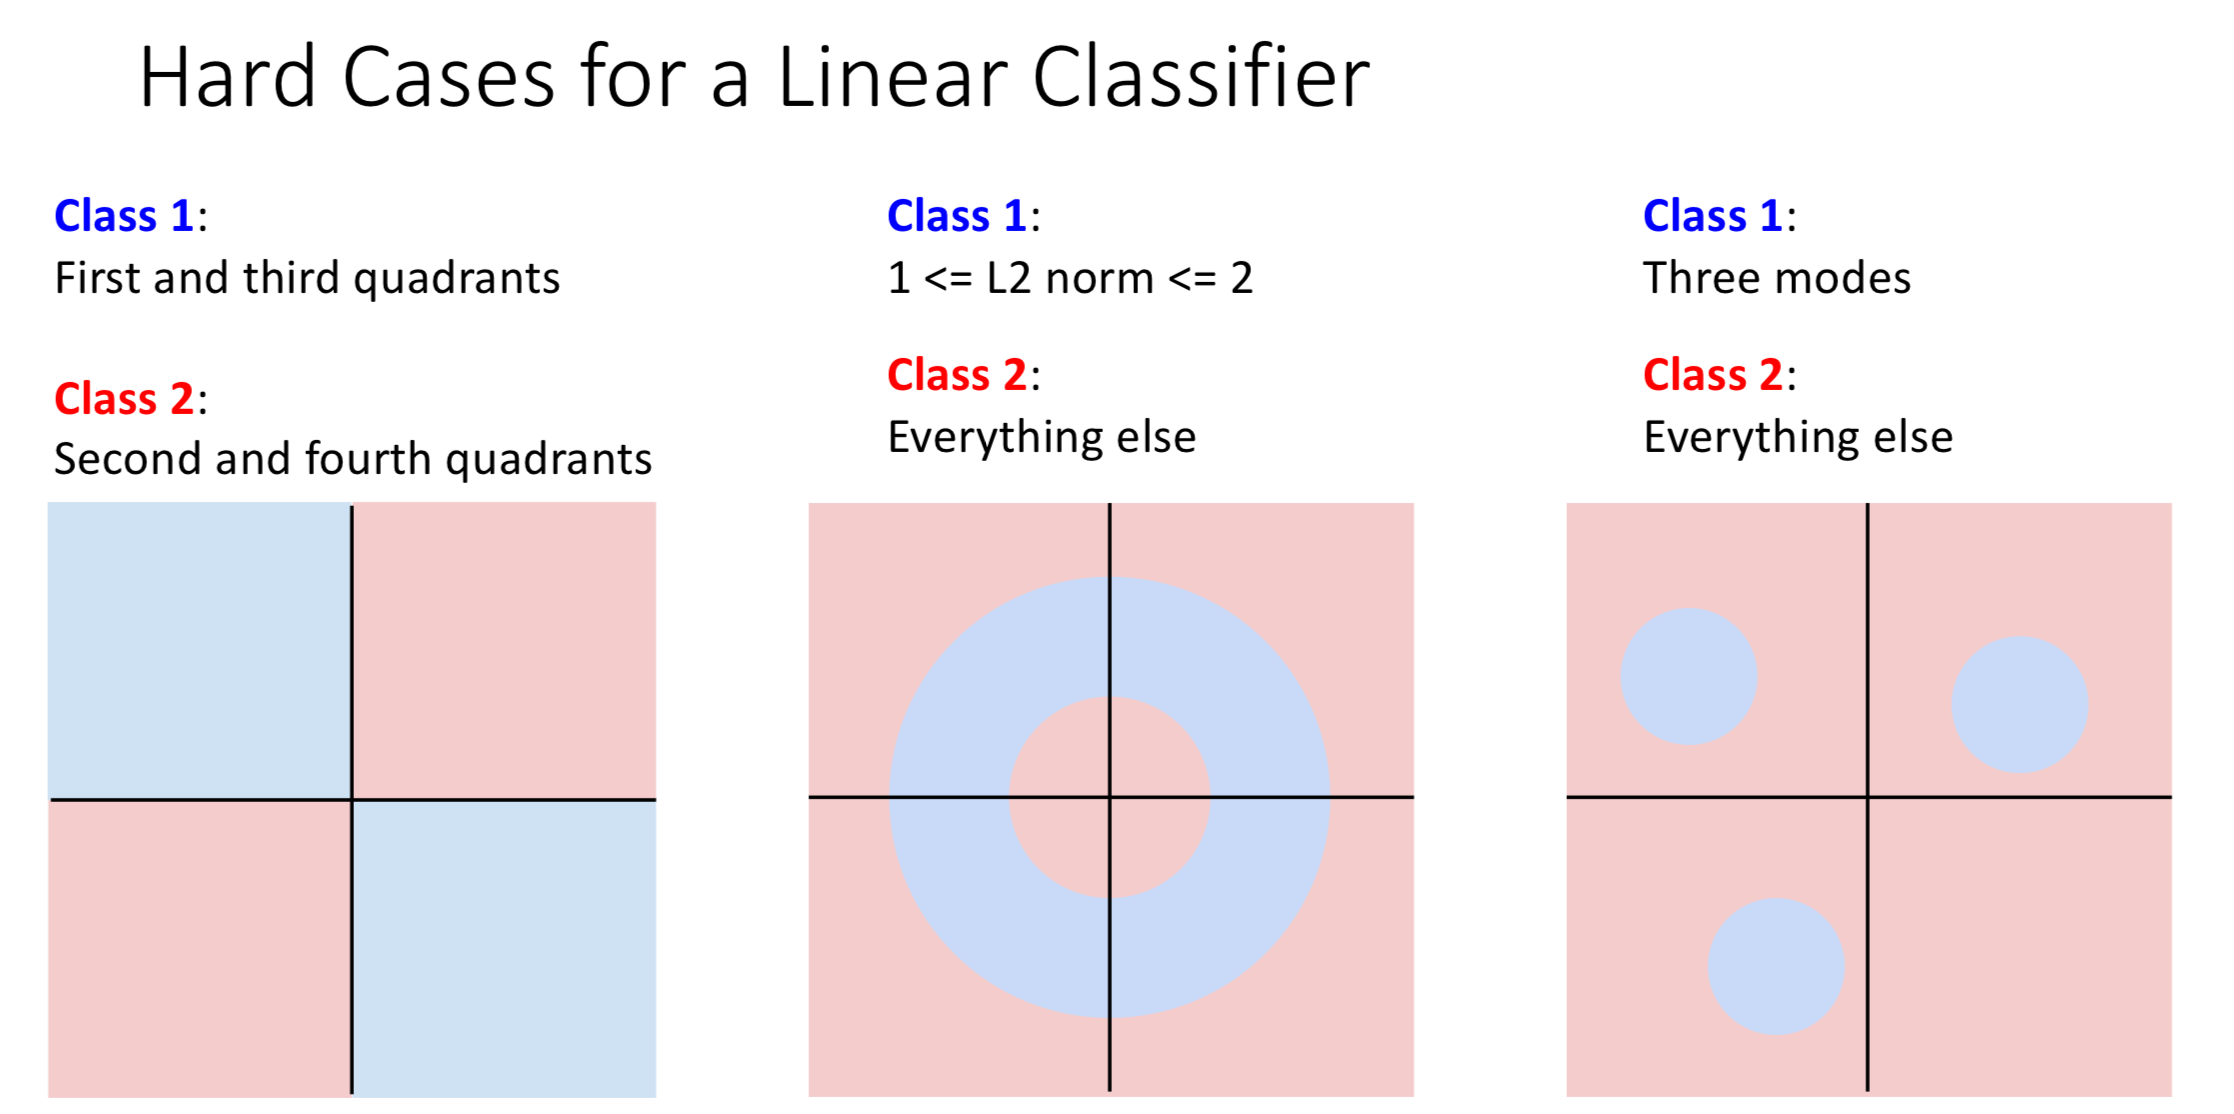 Hard Cases for a Linear Classifier
Class 1:
First and third quadrants
Class 2:
Second and fourth quadrants
Class 1:
1 <= L2 norm <= 2
Class 2:
Everything else
Class 1:
Three modes
Class 2:
Everything else